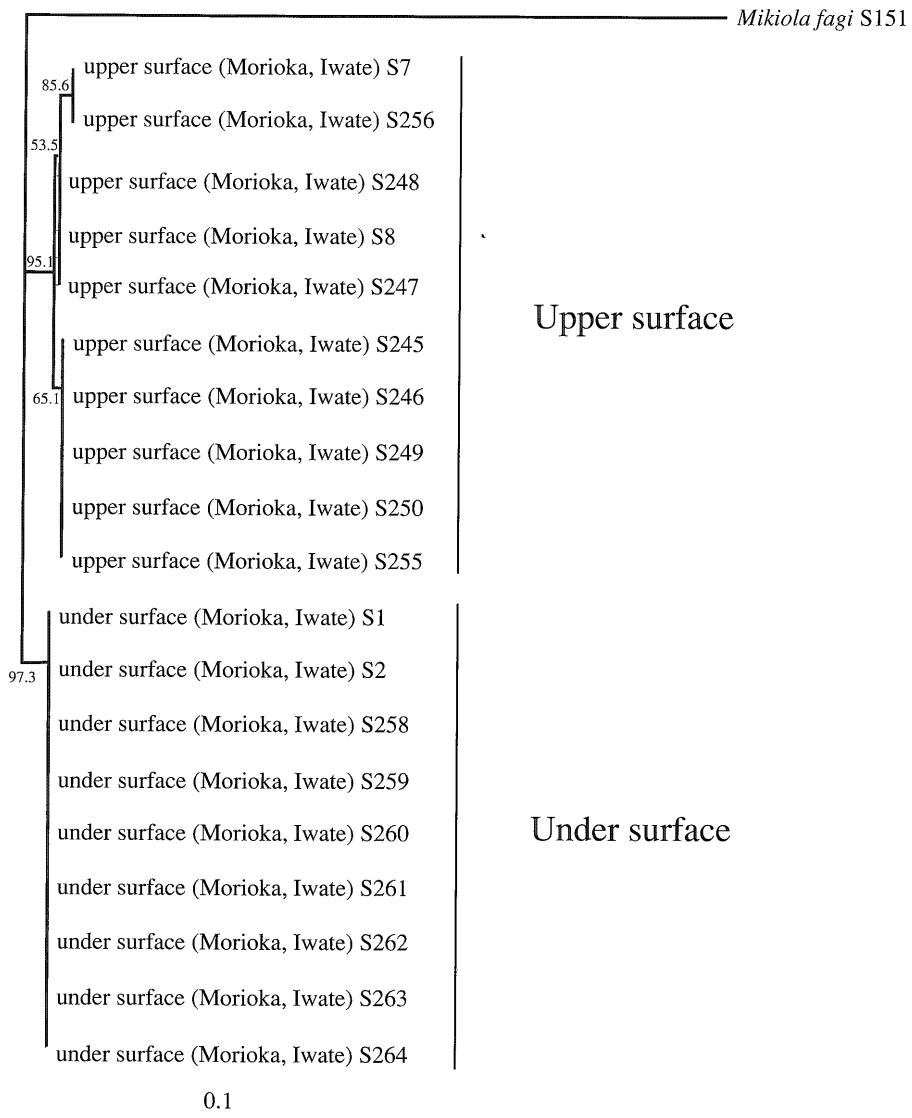 Mikiola fagi S151
upper surface (Morioka, Iwate) S7
85.6
upper surface (Morioka, Iwate) S256
53.5
upper surface (Morioka, Iwate) S248
upper surface (Morioka, Iwate) S8
95.1
upper surface (Morioka, Iwate) S247
Upper surface
upper surface (Morioka, Iwate) S245
65.1
upper surface (Morioka, Iwate) S246
upper surface (Morioka, Iwate) S249
upper surface (Morioka, Iwate) S250
upper surface (Morioka, Iwate) S255
under surface (Morioka, Iwate) S1
97.3
under surface (Morioka, Iwate) S2
under surface (Morioka, Iwate) S258
under surface (Morioka, Iwate) S259
under surface (Morioka, Iwate) S260
Under surface
under surface (Morioka, Iwate) S261
under surface (Morioka, Iwate) S262
under surface (Morioka, Iwate) S263
under surface (Morioka, Iwate) S264
0.1